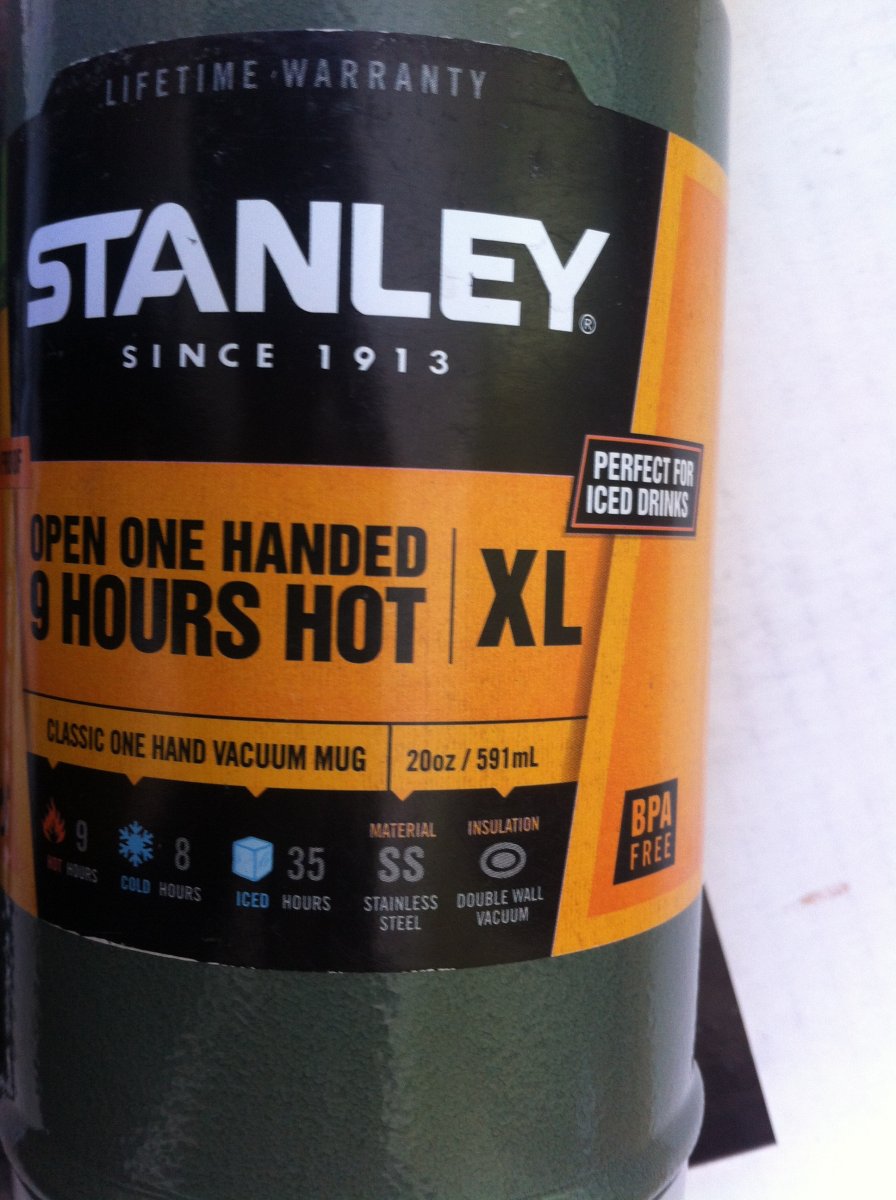 LIFETIME WARRANTY
STANLEY®
SINCE 1913
PERFECT FOR
ICED DRINKS
OPEN ONE HANDED
9 HOURS HOT
XL
CLASSIC ONE HAND VACUUM MUG
20oz / 591mL
9
HOT HOURS
8
COLD HOURS
35
ICED HOURS
MATERIAL
SS
STAINLESS
STEEL
INSULATION
DOUBLE WALL
VACUUM
BPA
FREE